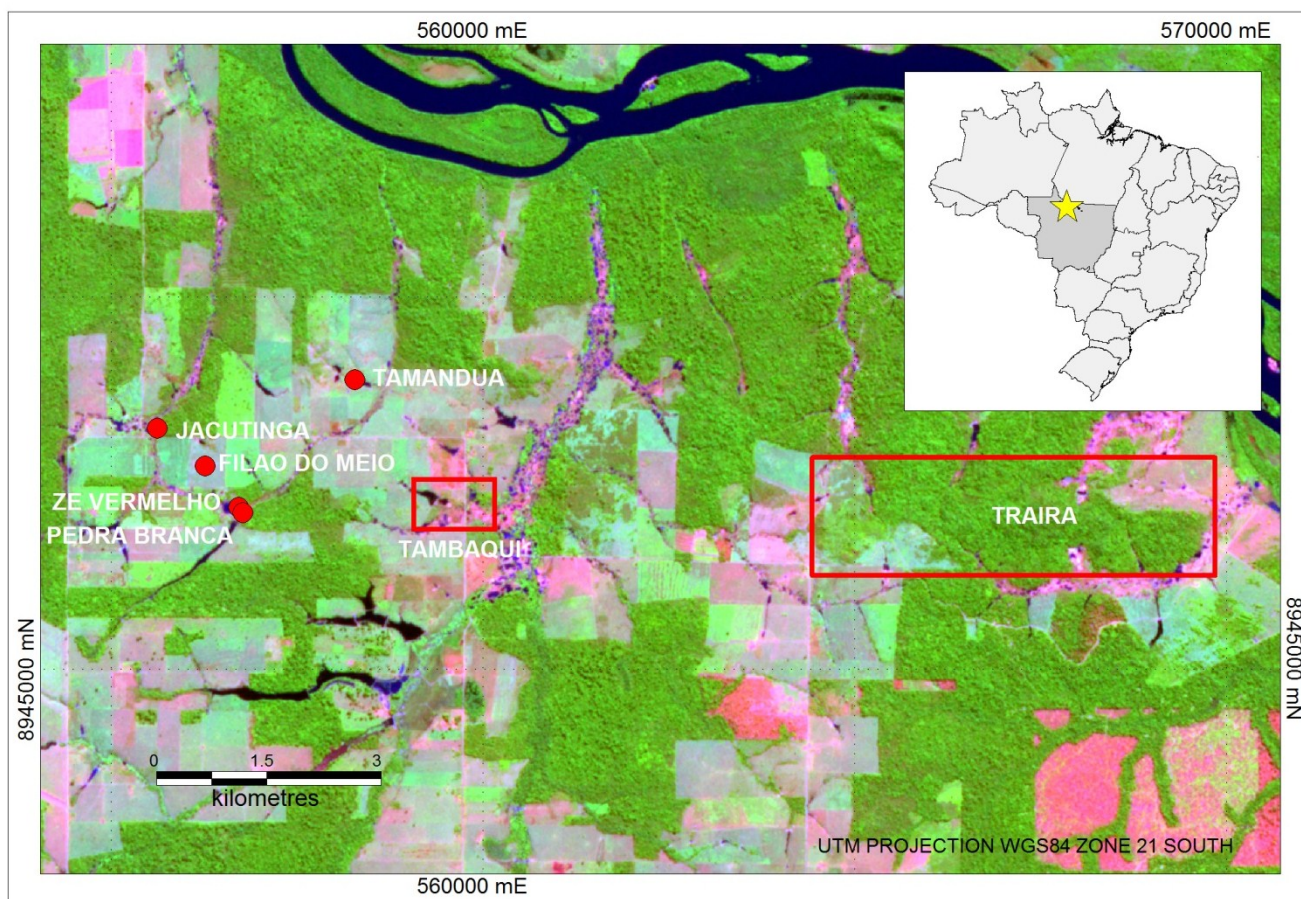 560000 mE
570000 mE
TAMANDUA
JACUTINGA
FILAO DO MEIO
ZE VERMELHO
PEDRA BRANCA
TAMBAQUI
TRAIRA
8945000 mN
8945000 mN
0 1.5 3
kilometres
UTM PROJECTION WGS84 ZONE 21 SOUTH
560000 mE